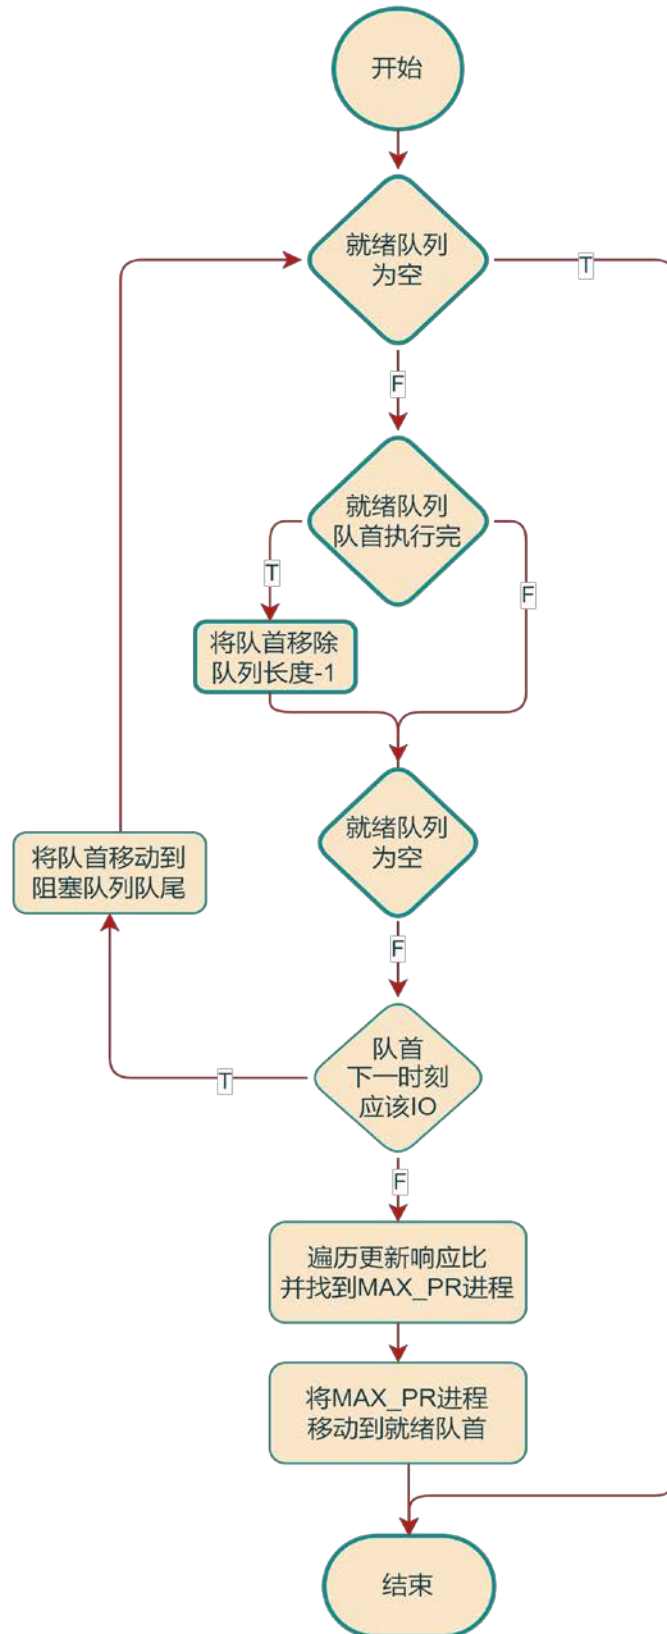 开始
就绪队列
为空
T
F
就绪队列
队首执行完
T
F
将队首移除
队列长度-1
就绪队列
为空
将队首移动到
阻塞队列队尾
F
队首
下一时刻
应该IO
T
F
遍历更新响应比
并找到MAX_PR进程
将MAX_PR进程
移动到就绪队首
结束